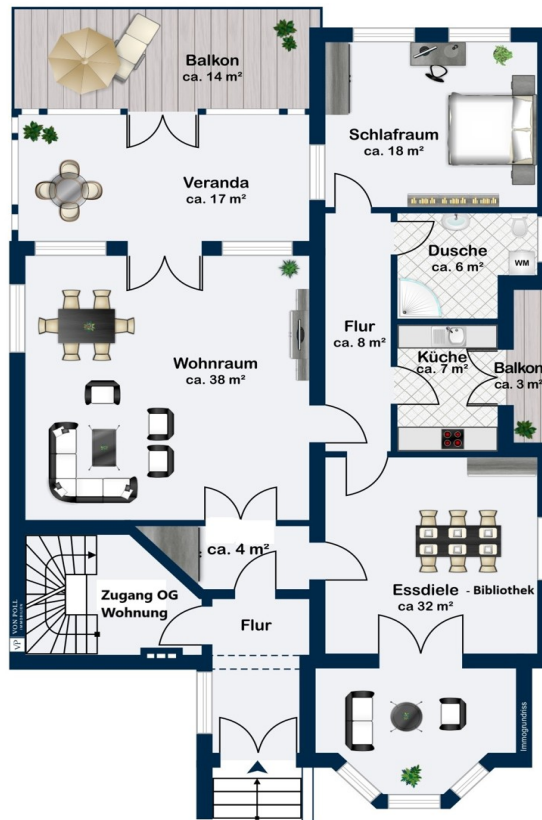 Balkon
ca. 14 m²
Schlafraum
ca. 18 m²
Veranda
ca. 17 m²
Dusche
ca. 6 m²
WM
Flur
ca. 8 m²
Küche
ca. 7 m²
Balkon
ca. 3 m²
Wohnraum
ca. 38 m²
ca. 4 m²
Essdiele - Bibliothek
ca 32 m²
Zugang OG
Wohnung
Flur
VP VON POLL
IMMOBILIEN
Immogrundriss